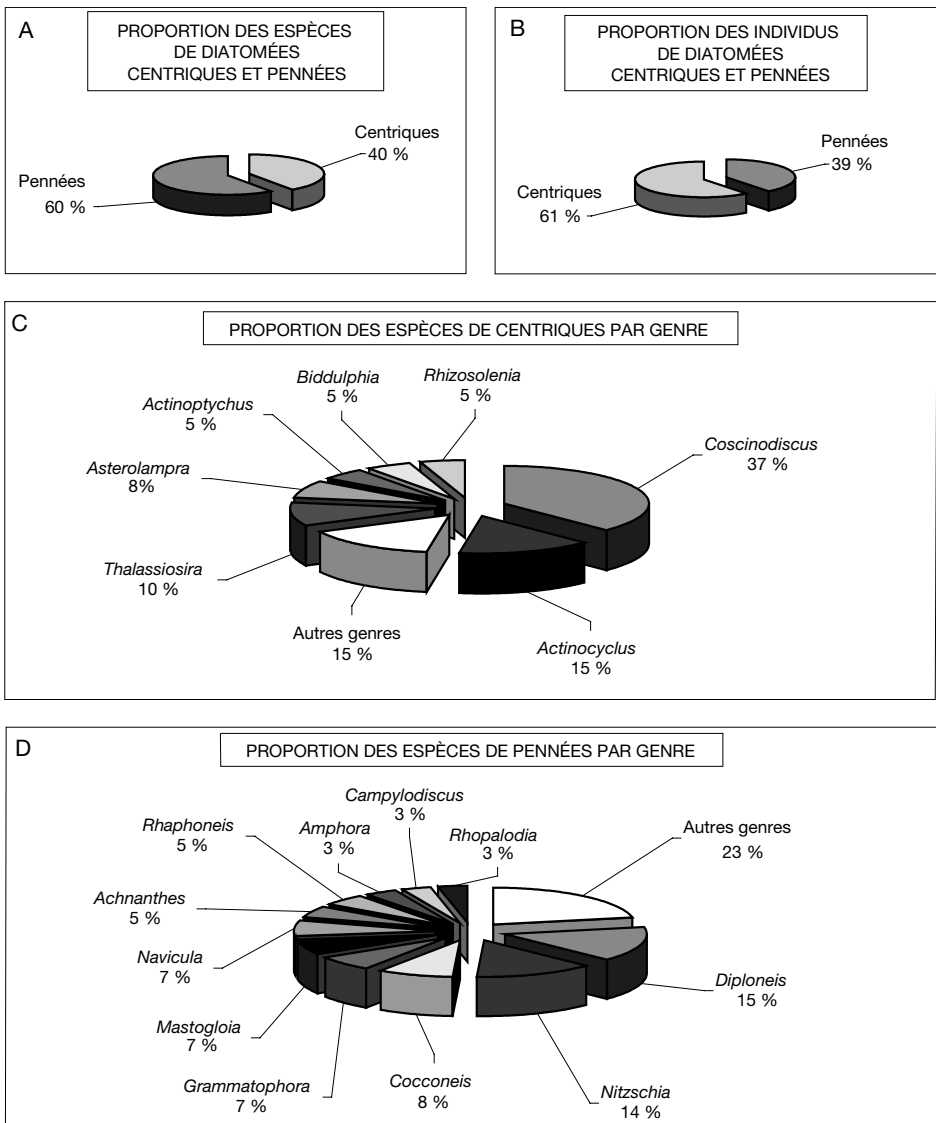 A
PROPORTION DES ESPÈCES
DE DIATOMÉES
CENTRIQUES ET PENNÉES
Centriques
40 %
Pennées
60 %
B
PROPORTION DES INDIVIDUS
DE DIATOMÉES
CENTRIQUES ET PENNÉES
Pennées
39 %
Centriques
61 %
C
PROPORTION DES ESPÈCES DE CENTRIQUES PAR GENRE
Biddulphia
5 %
Rhizosolenia
5 %
Actinoptychus
5 %
Coscinodiscus
37 %
Asterolampra
8%
Thalassiosira
10 %
Autres genres
15 %
Actinocyclus
15 %
D
PROPORTION DES ESPÈCES DE PENNÉES PAR GENRE
Campylodiscus
3 %
Rhaphoneis
5 %
Amphora
3 %
Rhopalodia
3 %
Autres genres
23 %
Achnanthes
5 %
Navicula
7 %
Diploneis
15 %
Mastogloia
7 %
Grammatophora
7 %
Cocconeis
8 %
Nitzschia
14 %